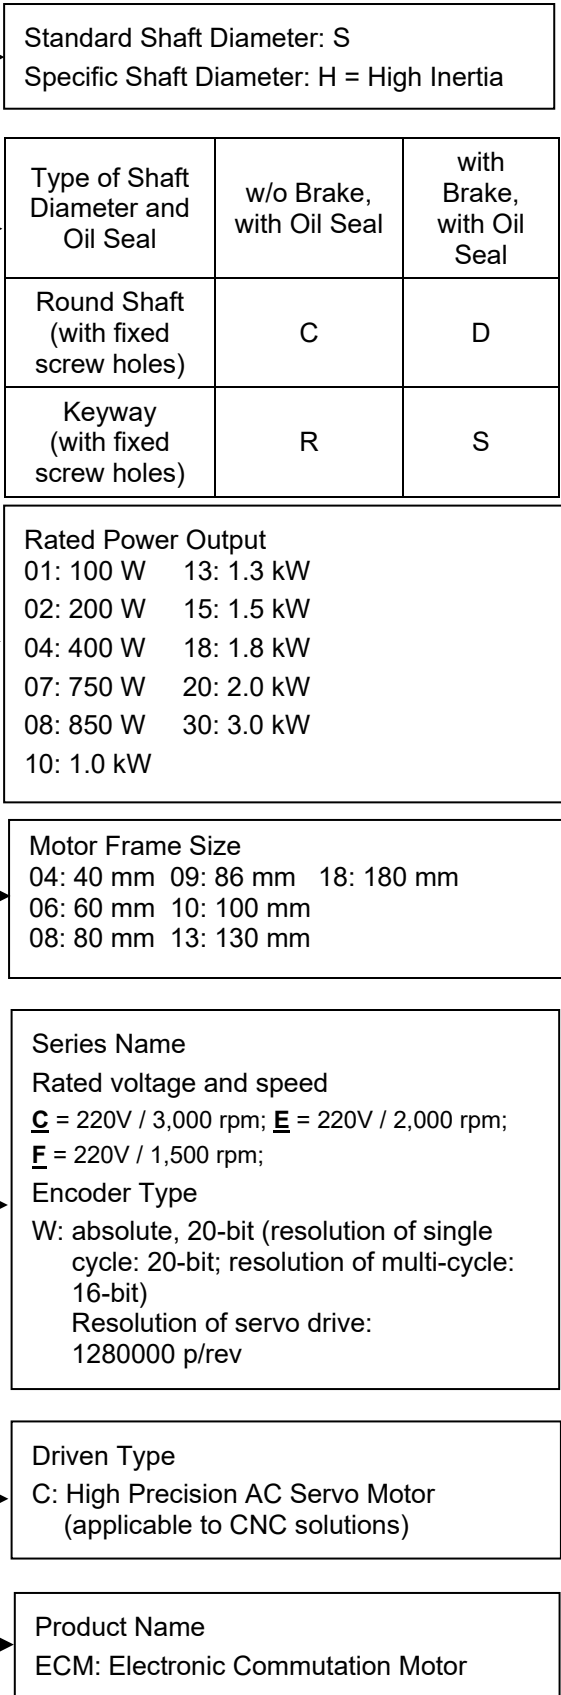 Standard Shaft Diameter: S
Specific Shaft Diameter: H = High Inertia
Type of Shaft
Diameter and
Oil Seal
w/o Brake,
with Oil Seal
with
Brake,
with Oil
Seal
Round Shaft
(with fixed
screw holes)
C
D
Keyway
(with fixed
screw holes)
R
S
Rated Power Output
01: 100 W 13: 1.3 kW
02: 200 W 15: 1.5 kW
04: 400 W 18: 1.8 kW
07: 750 W 20: 2.0 kW
08: 850 W 30: 3.0 kW
10: 1.0 kW
Motor Frame Size
04: 40 mm 09: 86 mm 18: 180 mm
06: 60 mm 10: 100 mm
08: 80 mm 13: 130 mm
Series Name
Rated voltage and speed
C = 220V / 3,000 rpm; E = 220V / 2,000 rpm;
F = 220V / 1,500 rpm;
Encoder Type
W: absolute, 20-bit (resolution of single
cycle: 20-bit; resolution of multi-cycle:
16-bit)
Resolution of servo drive:
1280000 p/rev
Driven Type
C: High Precision AC Servo Motor
(applicable to CNC solutions)
Product Name
ECM: Electronic Commutation Motor